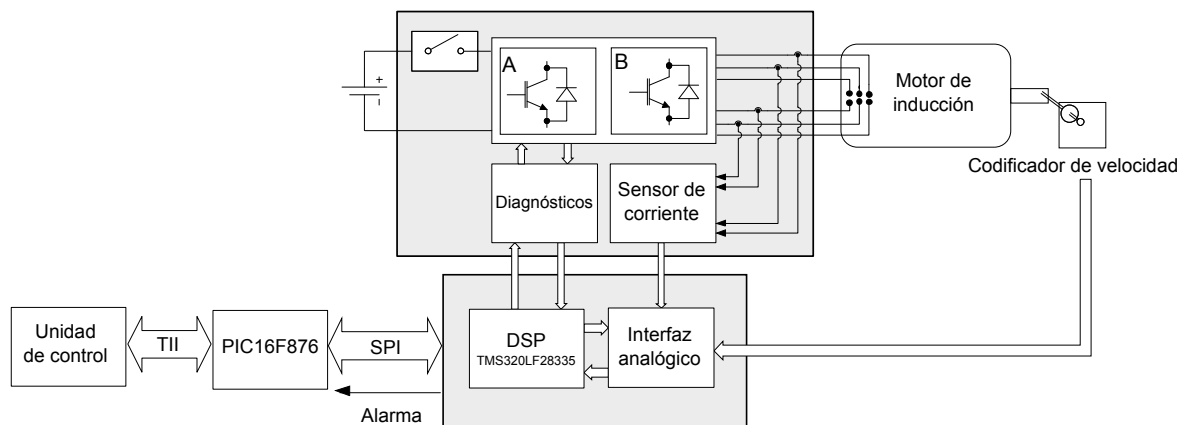 +
−
A
B
Motor de
inducción
Codificador de velocidad
Diagnósticos
Sensor de
corriente
Unidad
de control
TII
PIC16F876
SPI
Alarma
DSP
TMS320LF28335
Interfaz
analógico